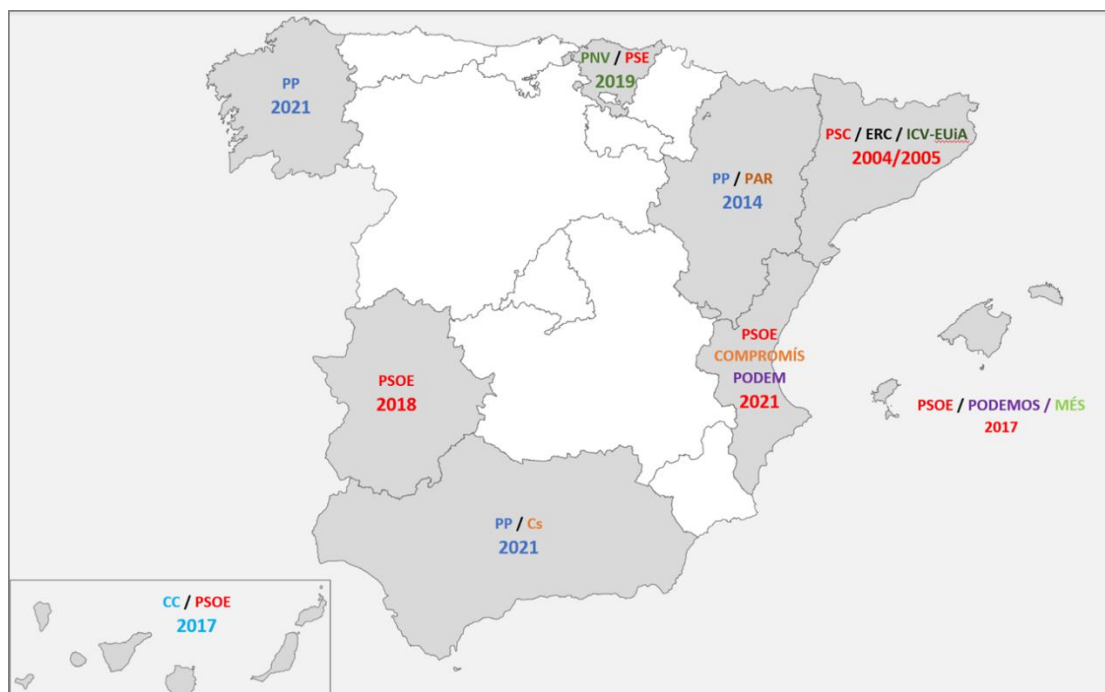 PNV / PSE
2019
PP
2021
PSC / ERC / ICV-EUiA
2004/2005
PP / PAR
2014
PSOE
COMPROMÍS
PODEM
2021
PSOE
2018
PSOE / PODEMOS / MÉS
2017
PP / Cs
2021
CC / PSOE
2017